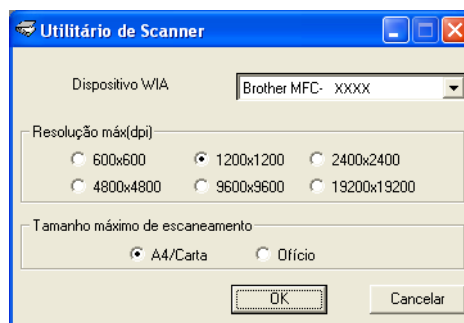 Utilitário de Scanner
Dispositivo WIA Brother MFC- XXXX
Resolução máx(dpi)
600x600 1200x1200 2400x2400
4800x4800 9600x9600 19200x19200
Tamanho máximo de escaneamento
A4/Carta Ofício
OK Cancelar